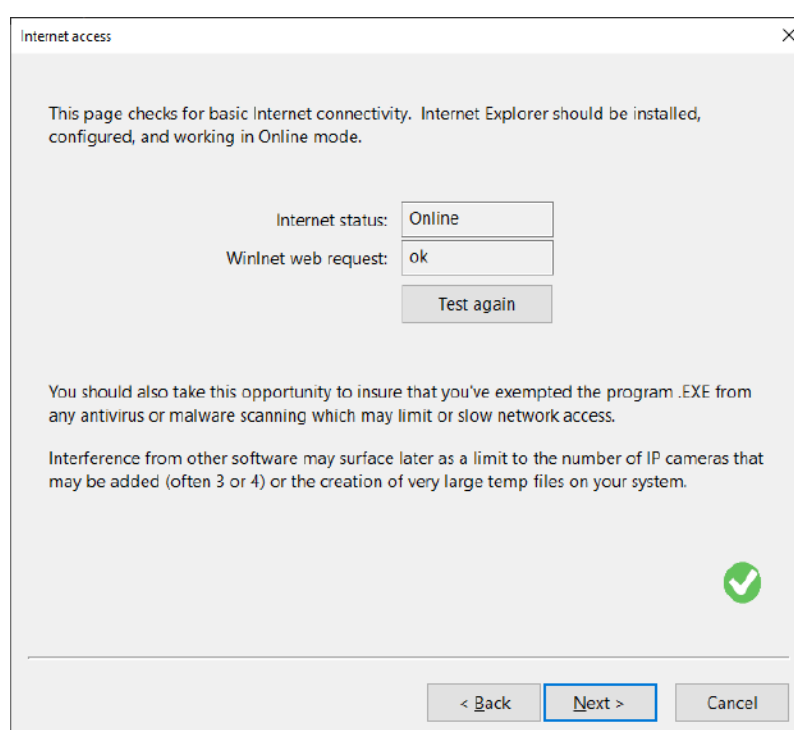 Internet access
This page checks for basic Internet connectivity.  Internet Explorer should be installed,
configured, and working in Online mode.
Internet status: Online
WinInet web request: ok
Test again
You should also take this opportunity to insure that you've exempted the program .EXE from
any antivirus or malware scanning which may limit or slow network access.
Interference from other software may surface later as a limit to the number of IP cameras that
may be added (often 3 or 4) or the creation of very large temp files on your system.
< Back Next > Cancel